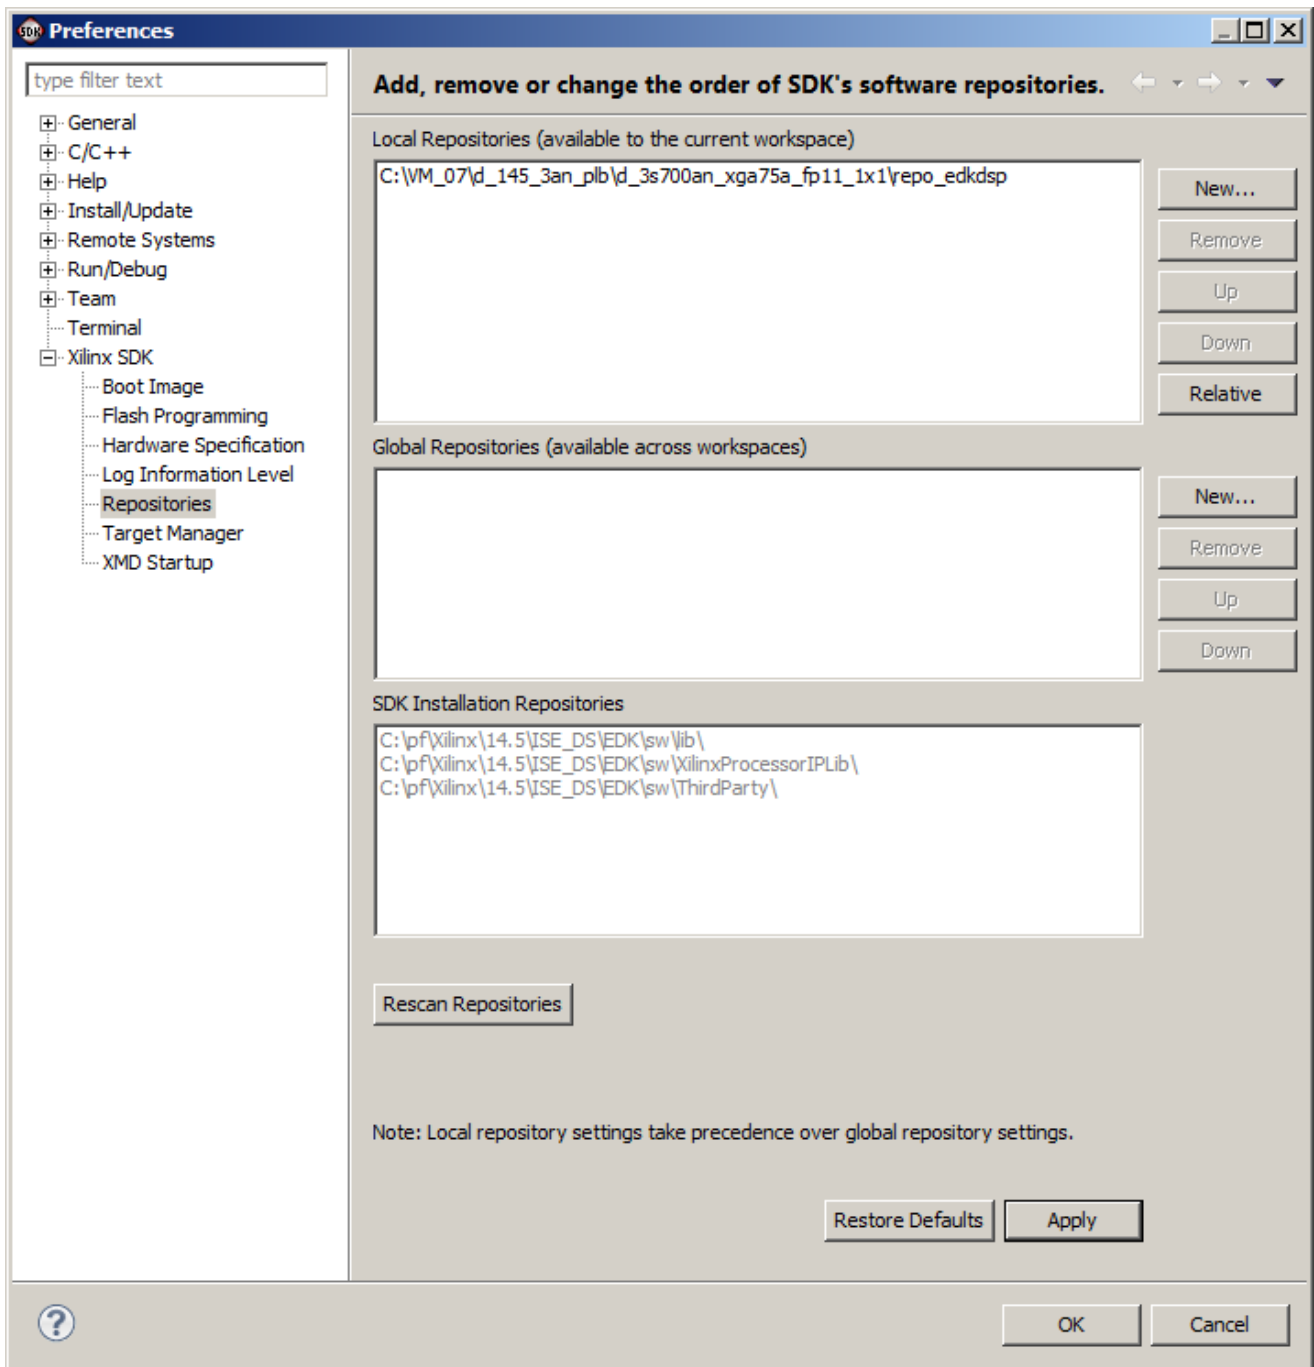 SDK Preferences
type filter text
Add, remove or change the order of SDK's software repositories.
General
C/C++
Help
Install/Update
Remote Systems
Run/Debug
Team
Terminal
Xilinx SDK
Boot Image
Flash Programming
Hardware Specification
Log Information Level
Repositories
Target Manager
XMD Startup
Local Repositories (available to the current workspace)
C:\VM_07\d_145_3an_plb\d_3s700an_xga75a_fp11_1x1\repo_edkdsp
New...
Remove
Up
Down
Relative
Global Repositories (available across workspaces)
New...
Remove
Up
Down
SDK Installation Repositories
C:\pf\Xilinx\14.5\ISE_DS\EDK\sw\lib\
C:\pf\Xilinx\14.5\ISE_DS\EDK\sw\XilinxProcessorIPLib\
C:\pf\Xilinx\14.5\ISE_DS\EDK\sw\ThirdParty\
Rescan Repositories
Note: Local repository settings take precedence over global repository settings.
Restore Defaults
Apply
?
OK
Cancel